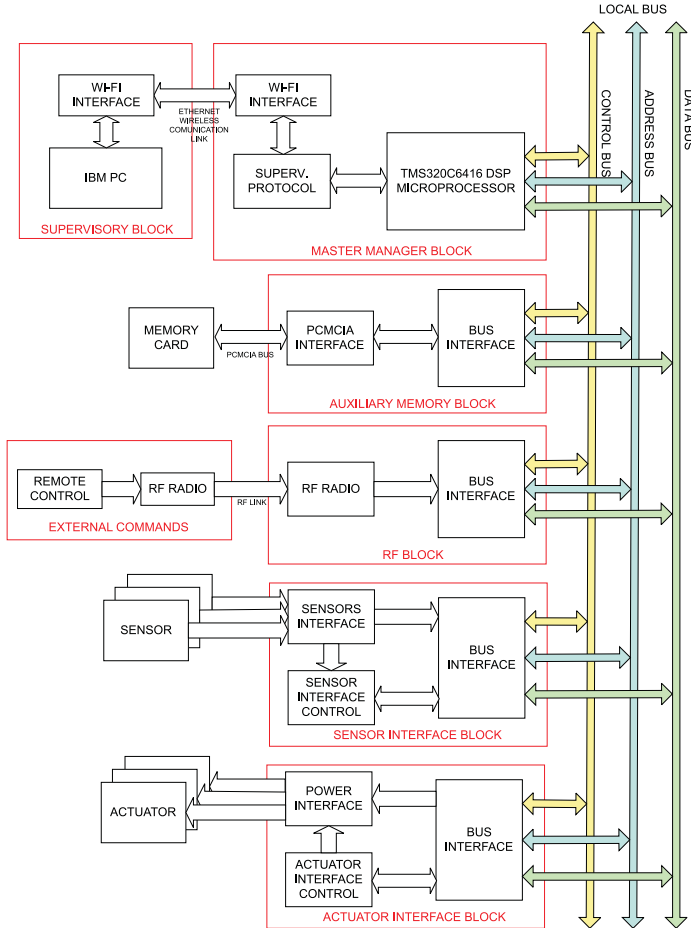 LOCAL BUS
CONTROL BUS
ADDRESS BUS
DATA BUS
WI-FI
INTERFACE
ETHERNET
WIRELESS
COMUNICATION
LINK
WI-FI
INTERFACE
IBM PC
SUPERV.
PROTOCOL
TMS320C6416 DSP
MICROPROCESSOR
SUPERVISORY BLOCK
MASTER MANAGER BLOCK
MEMORY
CARD
PCMCIA BUS
PCMCIA
INTERFACE
BUS
INTERFACE
AUXILIARY MEMORY BLOCK
REMOTE
CONTROL
RF RADIO
RF LINK
RF RADIO
BUS
INTERFACE
EXTERNAL COMMANDS
RF BLOCK
SENSOR
SENSORS
INTERFACE
SENSOR
INTERFACE
CONTROL
BUS
INTERFACE
SENSOR INTERFACE BLOCK
ACTUATOR
POWER
INTERFACE
ACTUATOR
INTERFACE
CONTROL
BUS
INTERFACE
ACTUATOR INTERFACE BLOCK